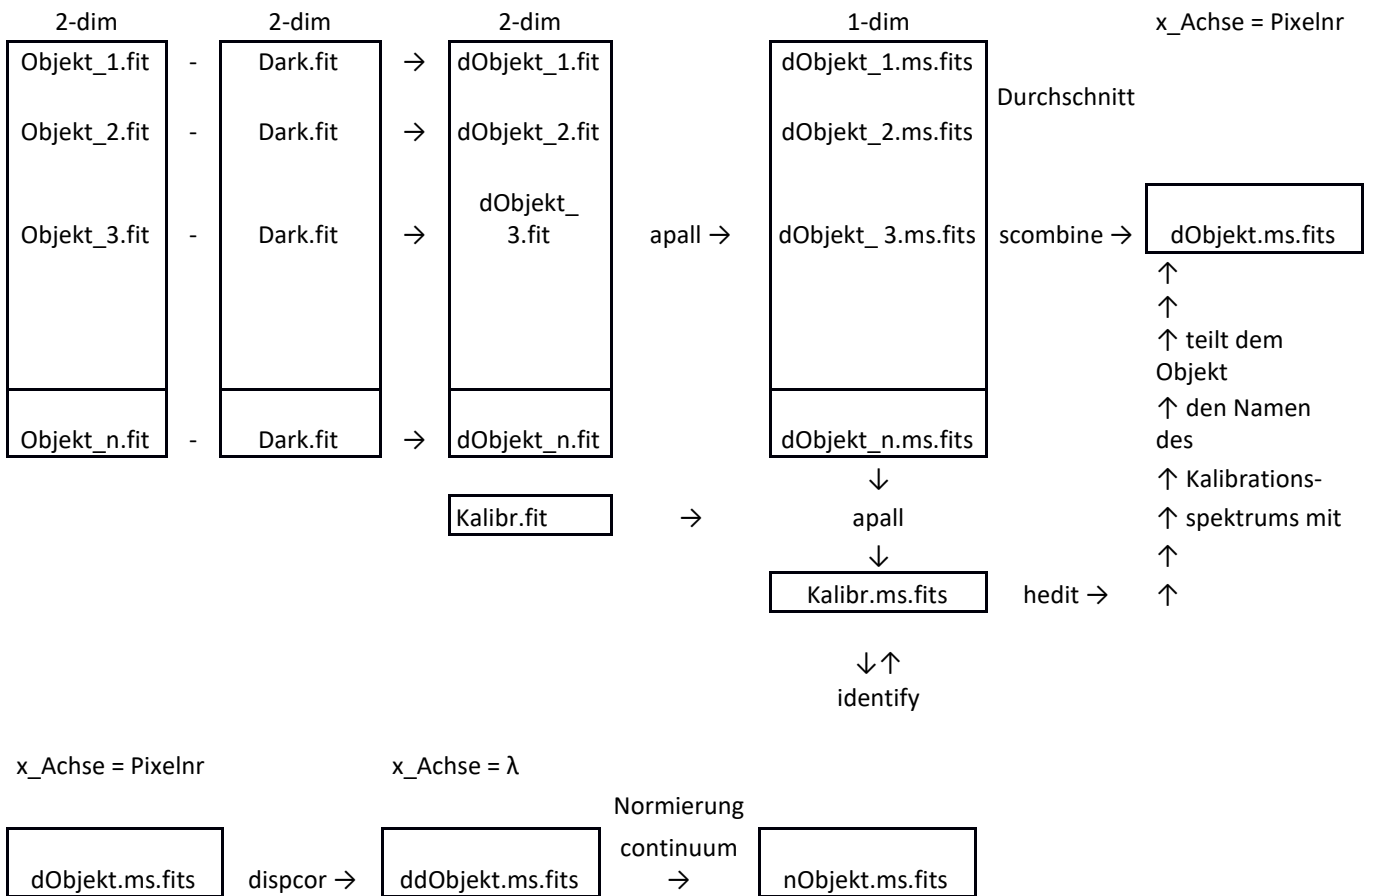 2-dim 2-dim 2-dim 1-dim x_Achse = Pixelnr
Objekt_1.fit - Dark.fit → dObjekt_1.fit dObjekt_1.ms.fits
Durchschnitt
Objekt_2.fit - Dark.fit → dObjekt_2.fit dObjekt_2.ms.fits
dObjekt_
Objekt_3.fit - Dark.fit → 3.fit apall → dObjekt_ 3.ms.fits scombine → dObjekt.ms.fits
↑
↑
↑ teilt dem
Objekt
↑ den Namen
Objekt_n.fit - Dark.fit → dObjekt_n.fit dObjekt_n.ms.fits des
↓ ↑ Kalibrations-
Kalibr.fit → apall ↑ spektrums mit
↓ ↑
Kalibr.ms.fits hedit → ↑
↓↑
identify
x_Achse = Pixelnr x_Achse = λ
Normierung
continuum
dObjekt.ms.fits dispcor → ddObjekt.ms.fits → nObjekt.ms.fits